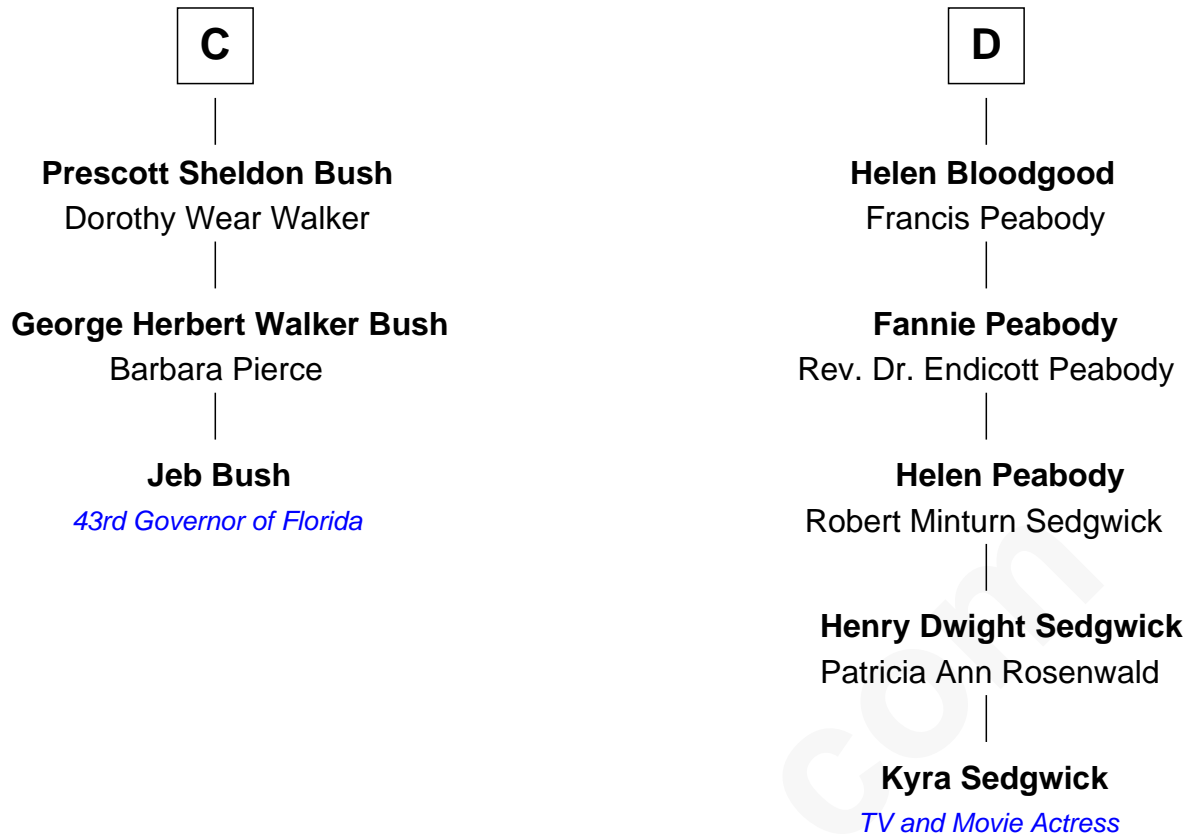 C
Prescott Sheldon Bush
Dorothy Wear Walker
George Herbert Walker Bush
Barbara Pierce
Jeb Bush
43rd Governor of Florida
D
Helen Bloodgood
Francis Peabody
Fannie Peabody
Rev. Dr. Endicott Peabody
Helen Peabody
Robert Minturn Sedgwick
Henry Dwight Sedgwick
Patricia Ann Rosenwald
Kyra Sedgwick
TV and Movie Actress
com